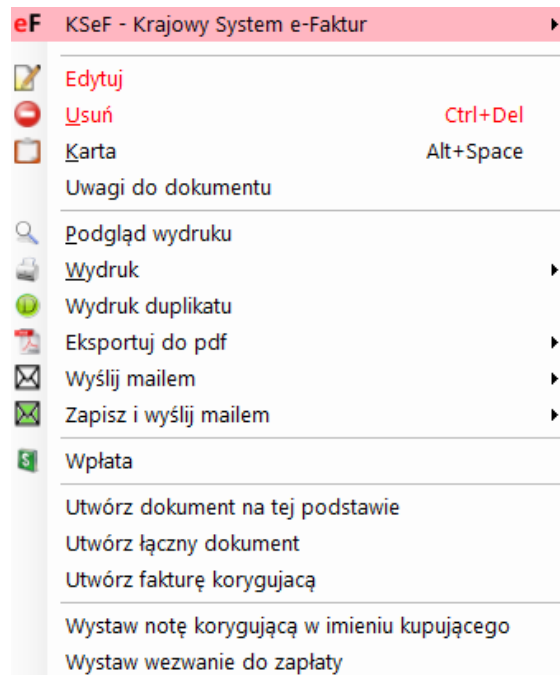 eF KSeF - Krajowy System e-Faktur
Edytuj
Usuń Ctrl+Del
Karta Alt+Space
Uwagi do dokumentu
Podgląd wydruku
Wydruk
Wydruk duplikatu
Eksportuj do pdf
Wyślij mailem
Zapisz i wyślij mailem
Wpłata
Utwórz dokument na tej podstawie
Utwórz łączny dokument
Utwórz fakturę korygujacą
Wystaw notę korygującą w imieniu kupującego
Wystaw wezwanie do zapłaty